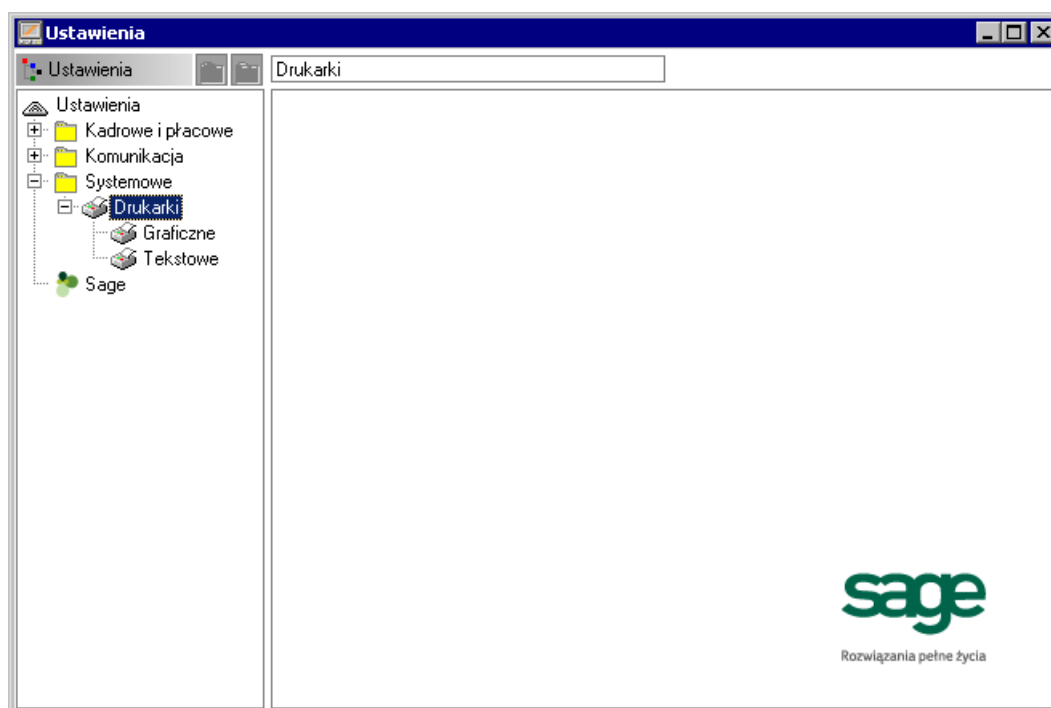 Ustawienia
Ustawienia
Drukarki
Ustawienia
Kadrowe i płacowe
Komunikacja
Systemowe
Drukarki
Graficzne
Tekstowe
Sage
sage
Rozwiązania pełne życia